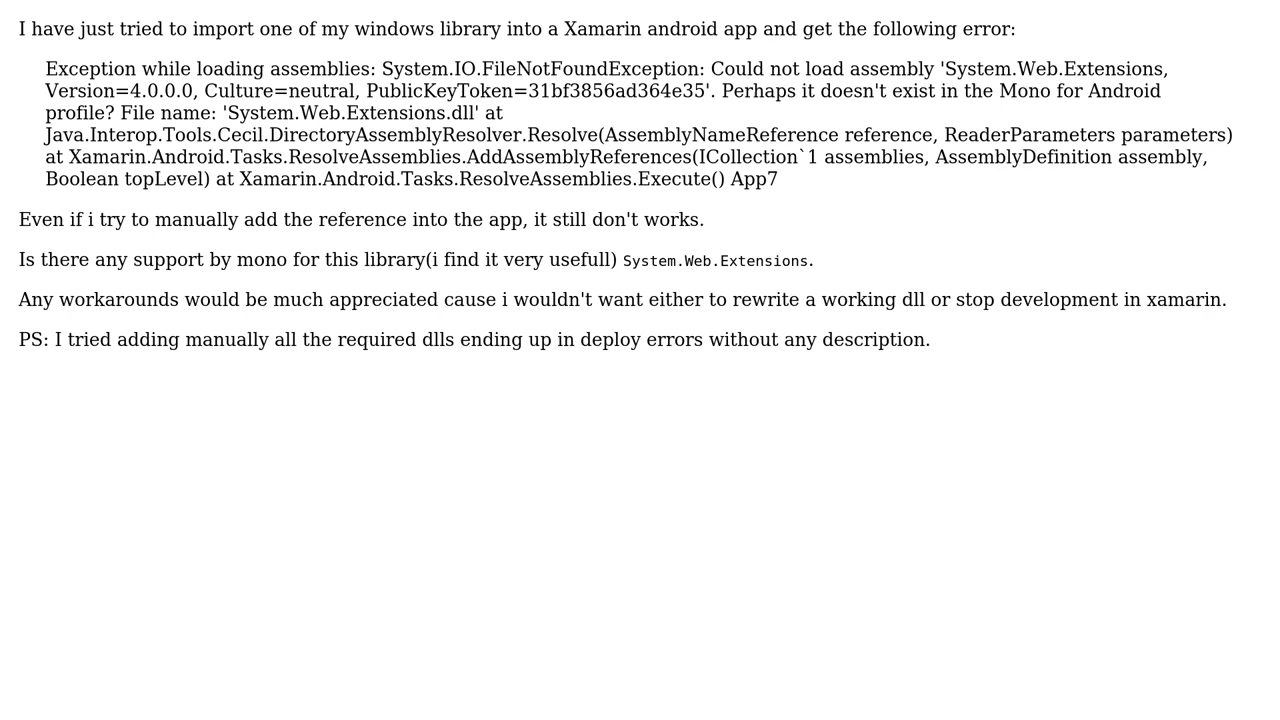 I have just tried to import one of my windows library into a Xamarin android app and get the following error:
Exception while loading assemblies: System.IO.FileNotFoundException: Could not load assembly 'System.Web.Extensions,
Version=4.0.0.0, Culture=neutral, PublicKeyToken=31bf3856ad364e35'. Perhaps it doesn't exist in the Mono for Android
profile? File name: 'System.Web.Extensions.dll' at
Java.Interop.Tools.Cecil.DirectoryAssemblyResolver.Resolve(AssemblyNameReference reference, ReaderParameters parameters)
at Xamarin.Android.Tasks.ResolveAssemblies.AddAssemblyReferences(ICollection`1 assemblies, AssemblyDefinition assembly,
Boolean topLevel) at Xamarin.Android.Tasks.ResolveAssemblies.Execute() App7
Even if i try to manually add the reference into the app, it still don't works.
Is there any support by mono for this library(i find it very usefull) System.Web.Extensions.
Any workarounds would be much appreciated cause i wouldn't want either to rewrite a working dll or stop development in xamarin.
PS: I tried adding manually all the required dlls ending up in deploy errors without any description.